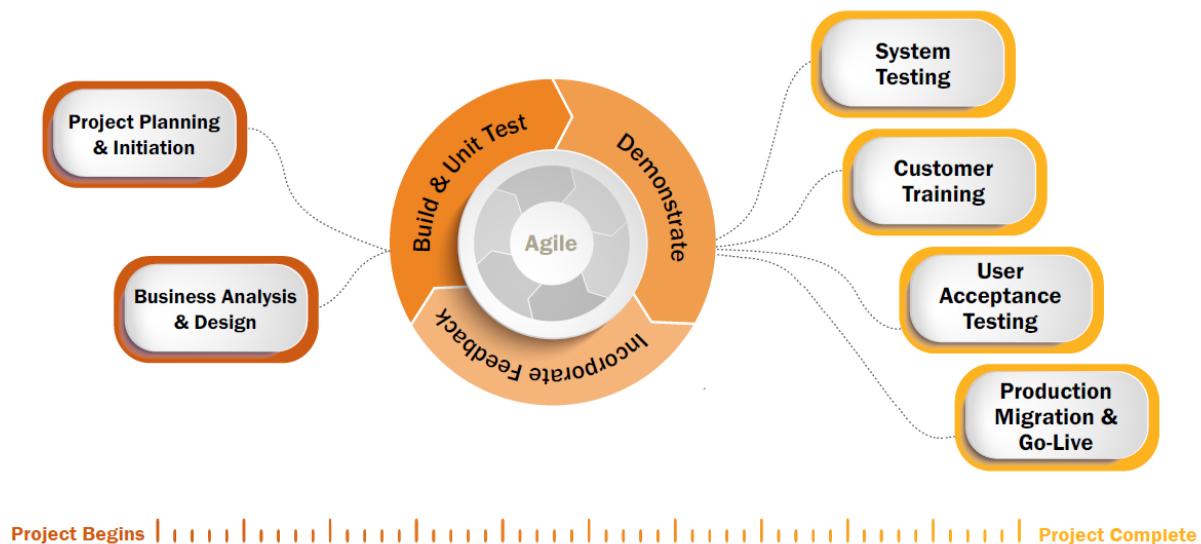 Project Planning
& Initiation
Business Analysis
& Design
Build & Unit Test
Demonstrate
Incorporate Feedback
Agile
System
Testing
Customer
Training
User
Acceptance
Testing
Production
Migration &
Go-Live
Project Begins
Project Complete